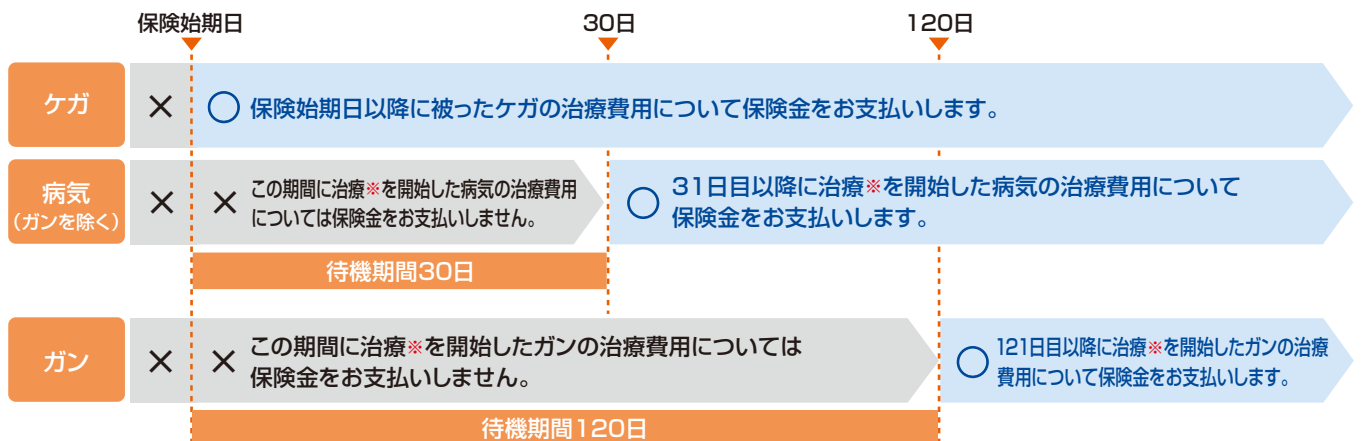 保険始期日 30日 120日
ケガ
× ○ 保険始期日以降に被ったケガの治療費用について保険金をお支払いします。
病気
(ガンを除く)
× × この期間に治療※を開始した病気の治療費用
については保険金をお支払いしません。
○ 31日目以降に治療※を開始した病気の治療費用について
保険金をお支払いします。
待機期間30日
ガン
× × この期間に治療※を開始したガンの治療費用については
保険金をお支払いしません。
○ 121日目以降に治療※を開始したガンの治療
費用について保険金をお支払いします。
待機期間120日